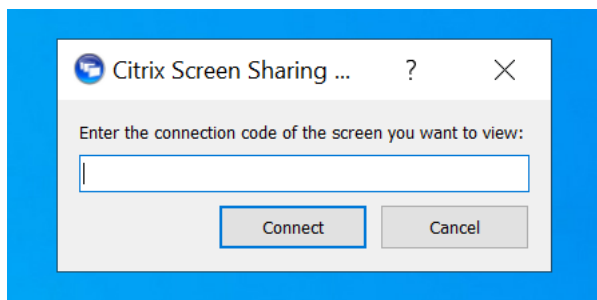 Citrix Screen Sharing ...
Enter the connection code of the screen you want to view:
Connect
Cancel